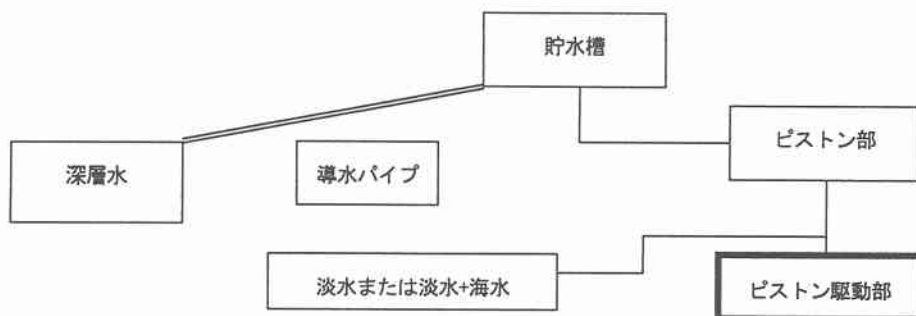 貯水槽
ピストン部
深層水
導水パイプ
淡水または淡水+海水
ピストン駆動部